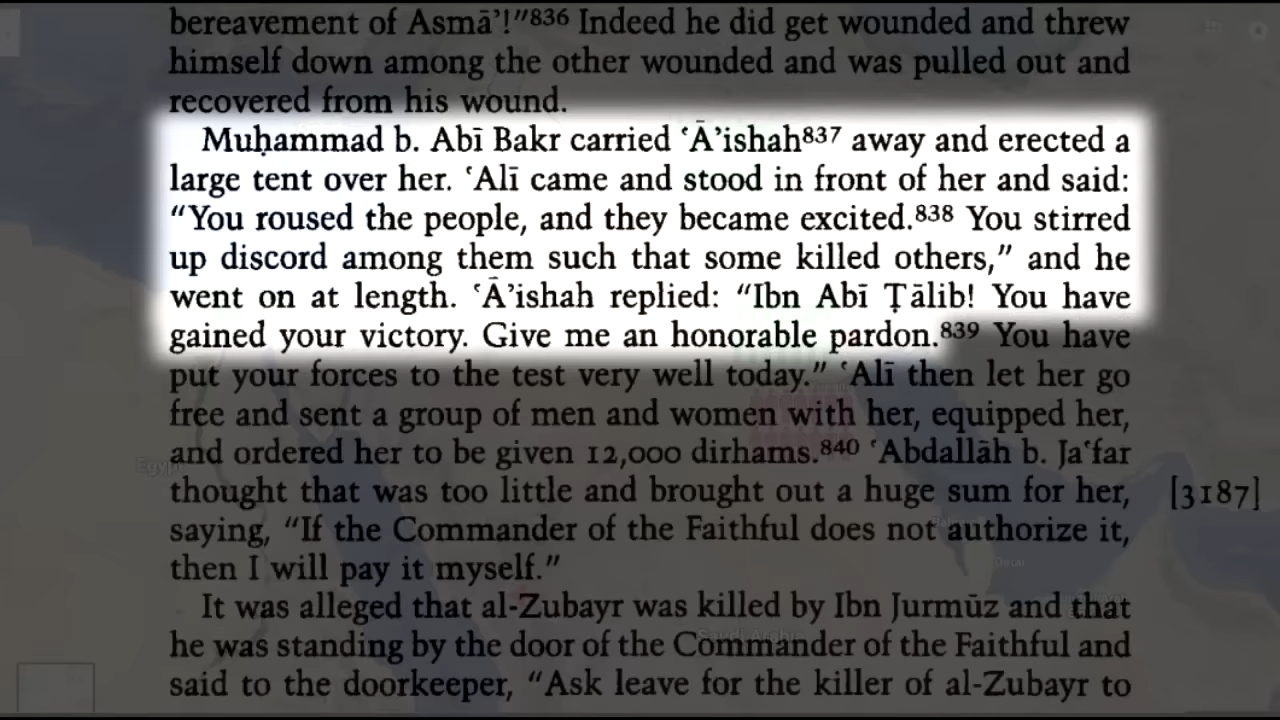 bereavement of Asmā’!”836 Indeed he did get wounded and threw
himself down among the other wounded and was pulled out and
recovered from his wound.
Muḥammad b. Abī Bakr carried ‘Ā’ishah837 away and erected a
large tent over her. ‘Alī came and stood in front of her and said:
“You roused the people, and they became excited.838 You stirred
up discord among them such that some killed others,” and he
went on at length. ‘Ā’ishah replied: “Ibn Abī Ṭālib! You have
gained your victory. Give me an honorable pardon.839 You have
put your forces to the test very well today.” ‘Alī then let her go
free and sent a group of men and women with her, equipped her,
and ordered her to be given 12,000 dirhams.840 ‘Abdallāh b. Ja‘far
thought that was too little and brought out a huge sum for her, [3187]
saying, “If the Commander of the Faithful does not authorize it,
then I will pay it myself.”
It was alleged that al-Zubayr was killed by Ibn Jurmūz and that
he was standing by the door of the Commander of the Faithful and
said to the doorkeeper, “Ask leave for the killer of al-Zubayr to
Egypt
Saudi Arabia